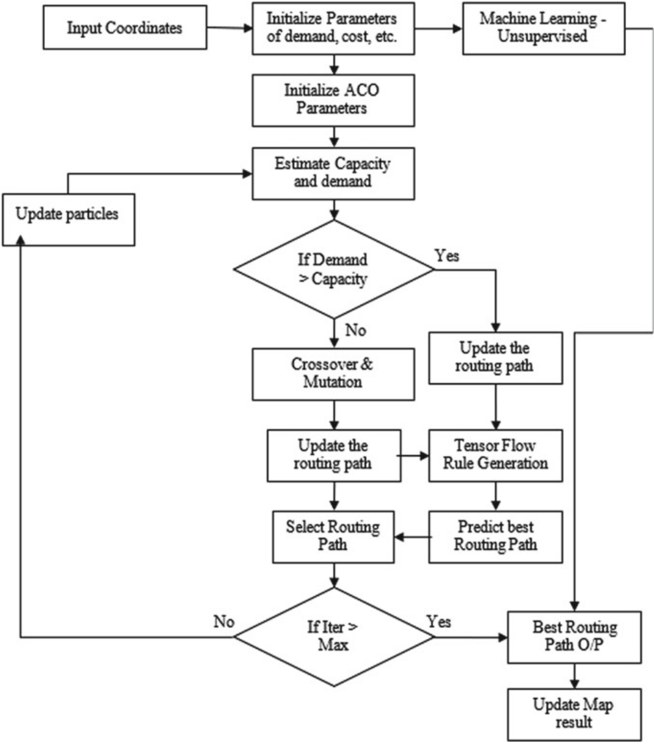 Input Coordinates
Initialize Parameters
of demand, cost, etc.
Machine Learning -
Unsupervised
Initialize ACO
Parameters
Estimate Capacity
and demand
Update particles
If Demand
> Capacity
Yes
No
Crossover &
Mutation
Update the
routing path
Update the
routing path
Tensor Flow
Rule Generation
Select Routing
Path
Predict best
Routing Path
No
If Iter >
Max
Yes
Best Routing
Path O/P
Update Map
result